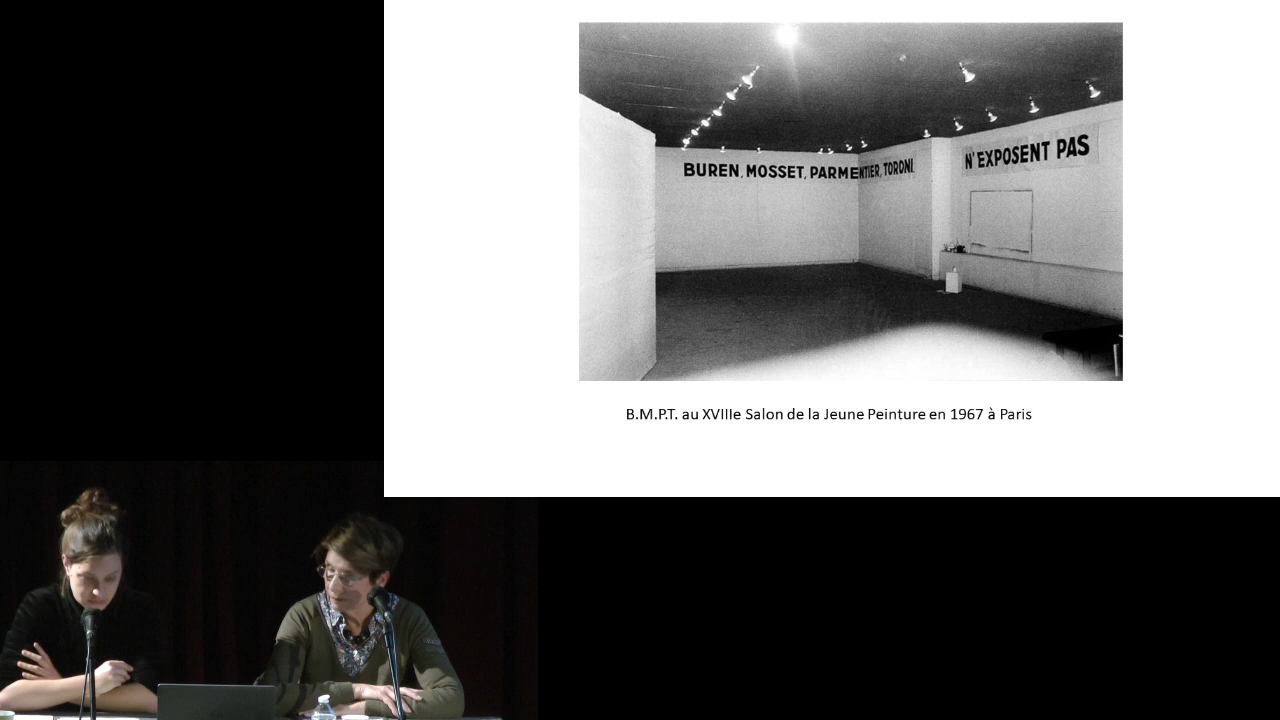 BUREN, MOSSET, PARMENTIER, TORONI.
N'EXPOSENT PAS
B.M.P.T. au XVIIIe Salon de la Jeune Peinture en 1967 à Paris